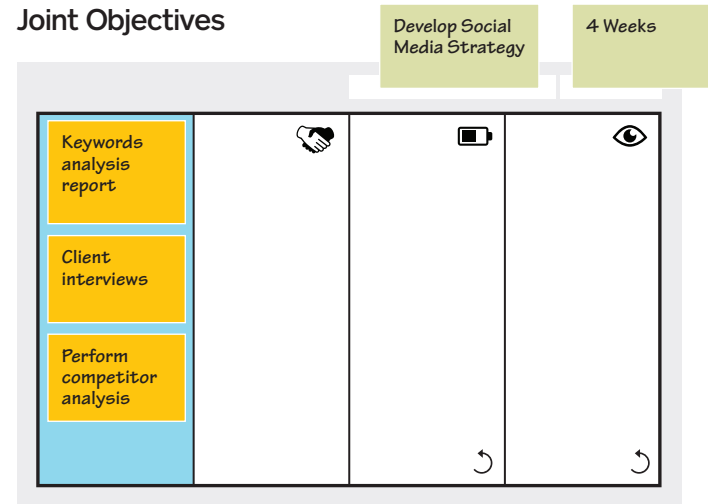 Joint Objectives
Develop Social
Media Strategy
4 Weeks
Keywords
analysis
report
Client
interviews
Perform
competitor
analysis